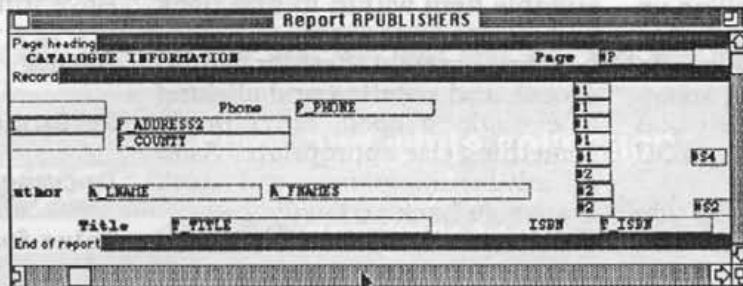 Report RPUBLISHERS
Page heading
CATALOGUE INFORMATION Page #P
Record
#1
Phone P_PHONE #1
P_ADDRESS2 #1
P_COUNTY #1
#1 #S4
#2
uthor A_LNAME A_FNAMES #2
#2 #S2
Title P_TITLE ISBN P_ISBN
End of report